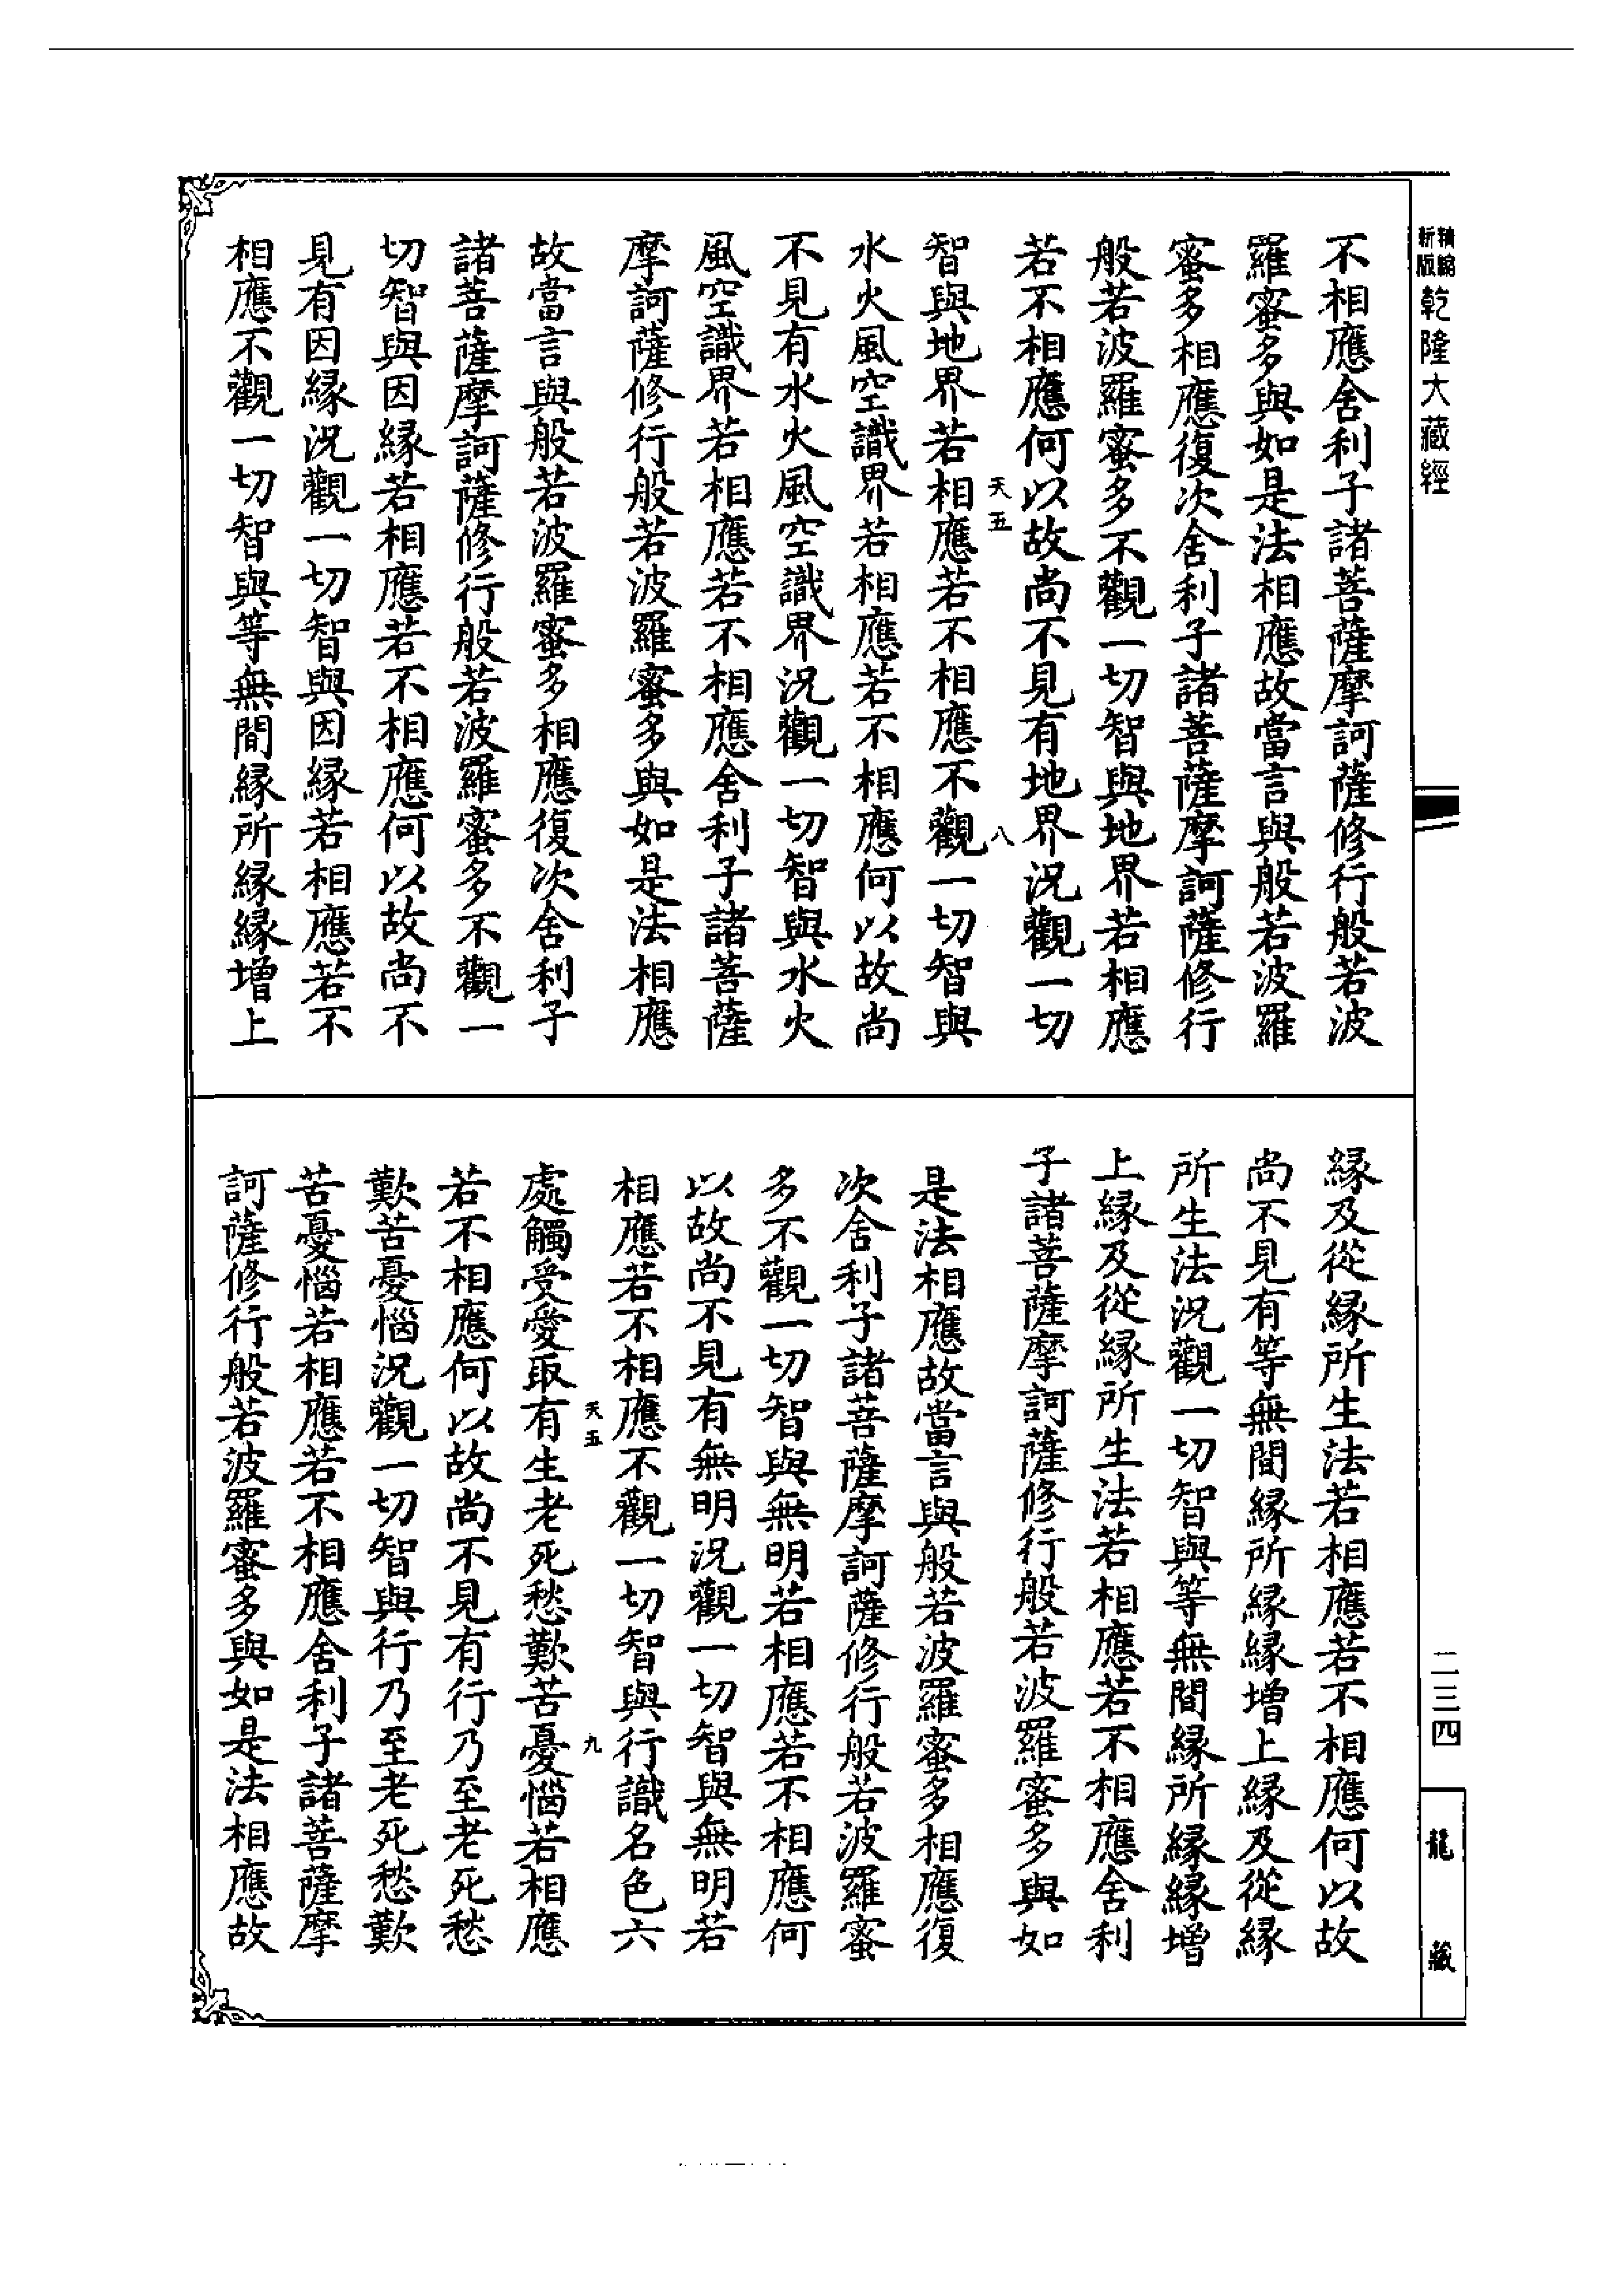 精縮新版乾隆大藏經
不相應舍利子諸菩薩摩訶薩修行般若波
羅蜜多與如是法相應故當言與般若波羅
蜜多相應復次舍利子諸菩薩摩訶薩修行
般若波羅蜜多不觀一切智與地界若相應
若不相應何以故尚不見有地界況觀一切
天五
八
智與地界若相應若不相應不觀一切智與
水火風空識界若相應若不相應何以故尚
不見有水火風空識界況觀一切智與水火
風空識界若相應若不相應舍利子諸菩薩
摩訶薩修行般若波羅蜜多與如是法相應
故當言與般若波羅蜜多相應復次舍利子
諸菩薩摩訶薩修行般若波羅蜜多不觀一
切智與因緣若相應若不相應何以故尚不
見有因緣況觀一切智與因緣若相應若不
相應不觀一切智與等無間緣所緣緣增上
緣及從緣所生法若相應若不相應何以故
尚不見有等無間緣所緣緣增上緣及從緣
所生法況觀一切智與等無間緣所緣緣增
上緣及從緣所生法若相應若不相應舍利
子諸菩薩摩訶薩修行般若波羅蜜多與如
是法相應故當言與般若波羅蜜多相應復
次舍利子諸菩薩摩訶薩修行般若波羅蜜
多不觀一切智與無明若相應若不相應何
以故尚不見有無明況觀一切智與無明若
相應若不相應不觀一切智與行識名色六
天五
九
處觸受愛取有生老死愁歎苦憂惱若相應
若不相應何以故尚不見有行乃至老死愁
歎苦憂惱況觀一切智與行乃至老死愁歎
苦憂惱若相應若不相應舍利子諸菩薩摩
訶薩修行般若波羅蜜多與如是法相應故
二三四
龍藏